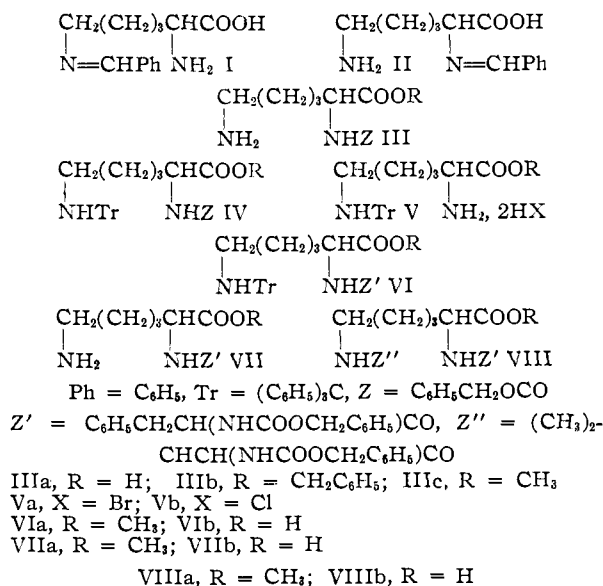 CH₂(CH₂)₃CHCOOH CH₂(CH₂)₃CHCOOH
N=CHPh NH₂ I NH₂ II N=CHPh
CH₂(CH₂)₃CHCOOR
NH₂ NHZ III
CH₂(CH₂)₃CHCOOR CH₂(CH₂)₃CHCOOR
NHTr NHZ IV NHTr V NH₂, 2HX
CH₂(CH₂)₃CHCOOR
NHTr NHZ′ VI
CH₂(CH₂)₃CHCOOR CH₂(CH₂)₃CHCOOR
NH₂ NHZ′ VII NHZ″ NHZ′ VIII
Ph = C₆H₅, Tr = (C₆H₅)₃C, Z = C₆H₅CH₂OCO
Z′ = C₆H₅CH₂CH(NHCOOCH₂C₆H₅)CO, Z″ = (CH₃)₂-
CHCH(NHCOOCH₂C₆H₅)CO
IIIa, R = H; IIIb, R = CH₂C₆H₅; IIIc, R = CH₃
Va, X = Br; Vb, X = Cl
VIa, R = CH₃; VIb, R = H
VIIa, R = CH₃; VIIb, R = H
VIIIa, R = CH₃; VIIIb, R = H